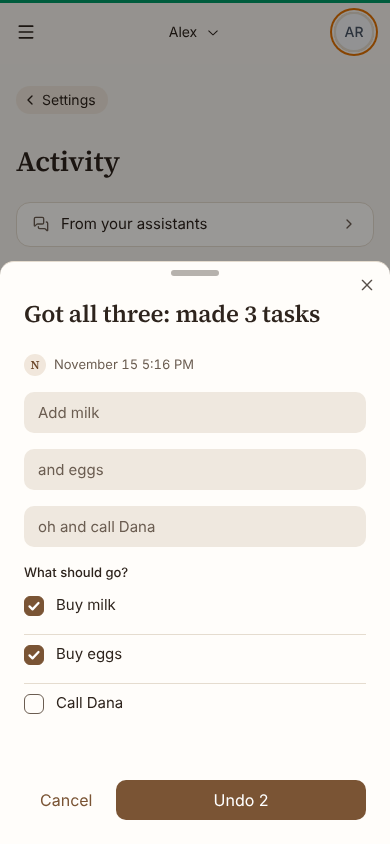 Alex
AR
Settings
Activity
From your assistants
Got all three: made 3 tasks
N
November 15 5:16 PM
Add milk
and eggs
oh and call Dana
What should go?
Buy milk
Buy eggs
Call Dana
Cancel
Undo 2